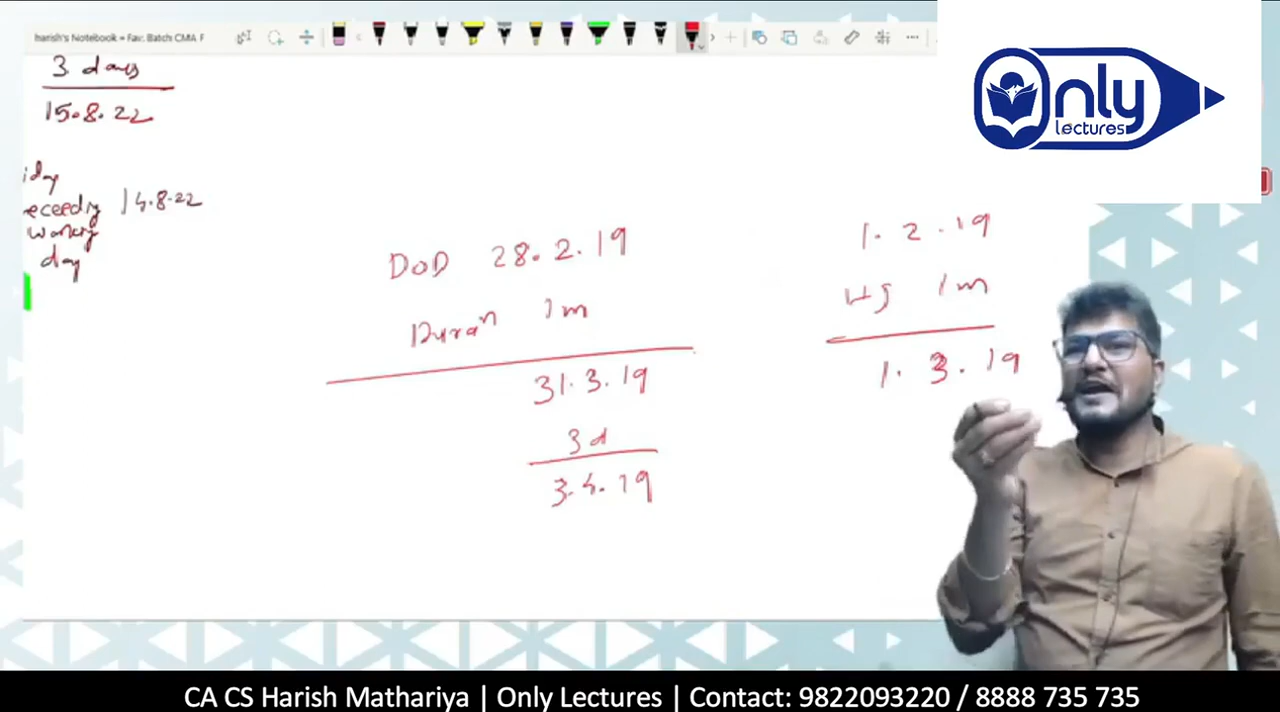 harish's Notebook » Fav. Batch CMA F
3 days
15.8.22
eceedng 14.8.22
working
day
DOD 28.2.19
Duraⁿ 1m
31.3.19
3d
3.4.19
1.2.19
1m
1.3.19
Only
lectures
CA CS Harish Mathariya | Only Lectures | Contact: 9822093220 / 8888 735 735